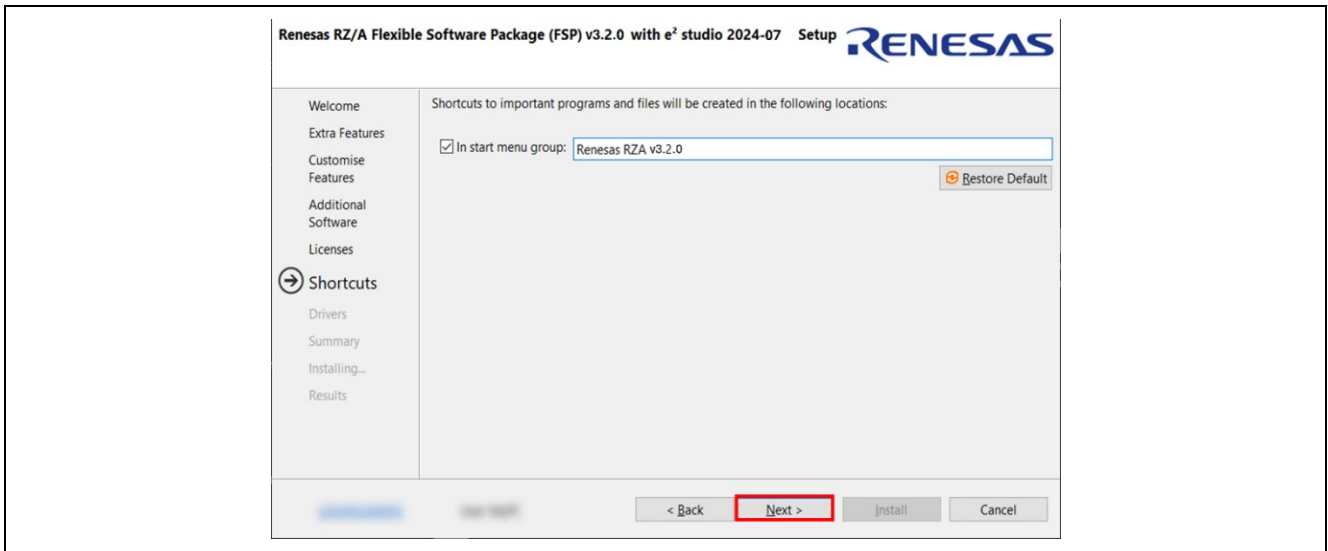 Renesas RZ/A Flexible Software Package (FSP) v3.2.0 with e² studio 2024-07 Setup
RENESAS
Welcome
Extra Features
Customise
Features
Additional
Software
Licenses
Shortcuts
Drivers
Summary
Installing...
Results
Shortcuts to important programs and files will be created in the following locations:
In start menu group: Renesas RZA v3.2.0
Restore Default
< Back Next > Install Cancel